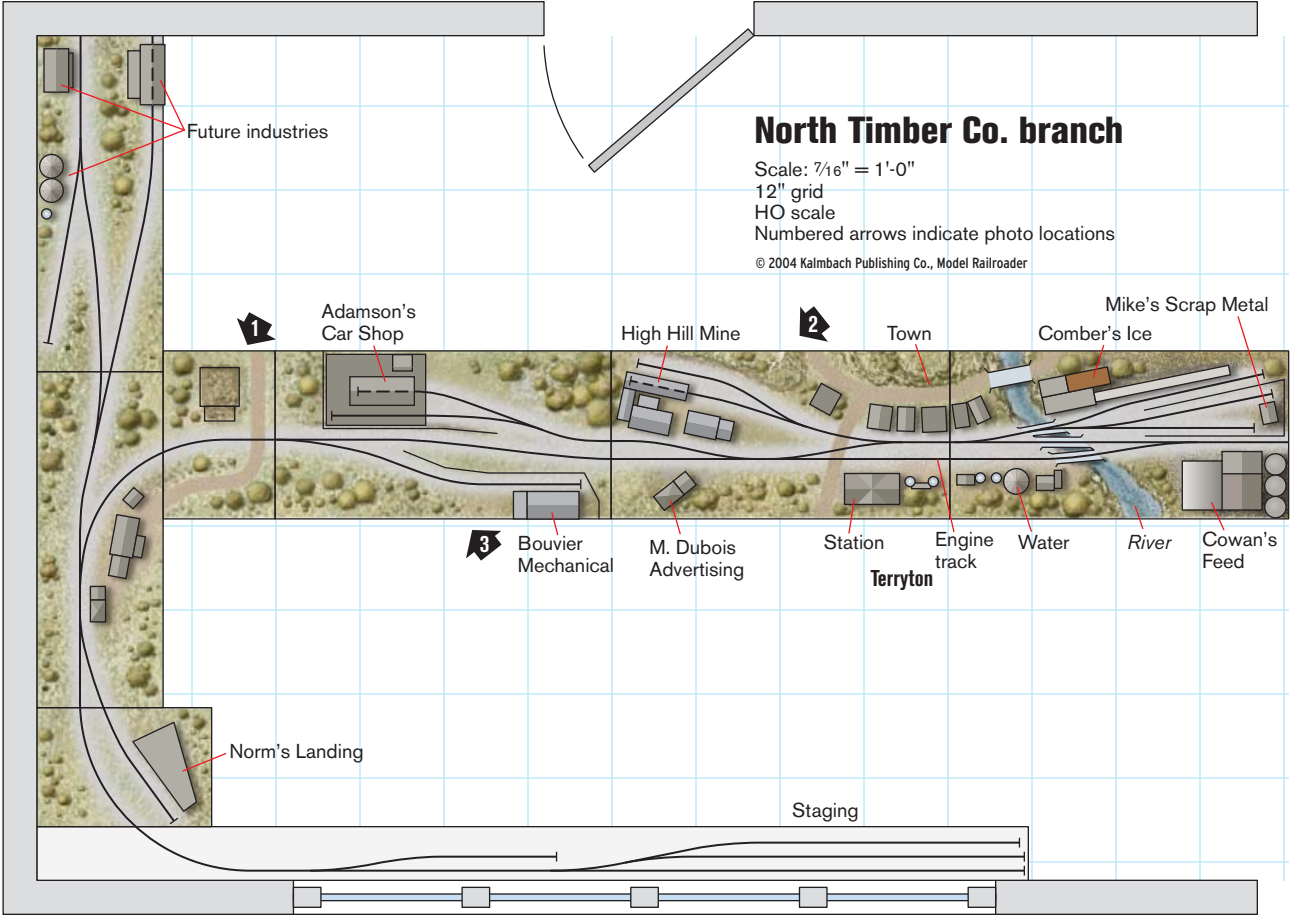 North Timber Co. branch
Scale: 7/16" = 1'-0"
12" grid
HO scale
Numbered arrows indicate photo locations
© 2004 Kalmbach Publishing Co., Model Railroader
Future industries
1
Adamson's
Car Shop
High Hill Mine
2
Town
Comber's Ice
Mike's Scrap Metal
3
Bouvier
Mechanical
M. Dubois
Advertising
Station
Terryton
Engine
track
Water
River
Cowan's
Feed
Norm's Landing
Staging